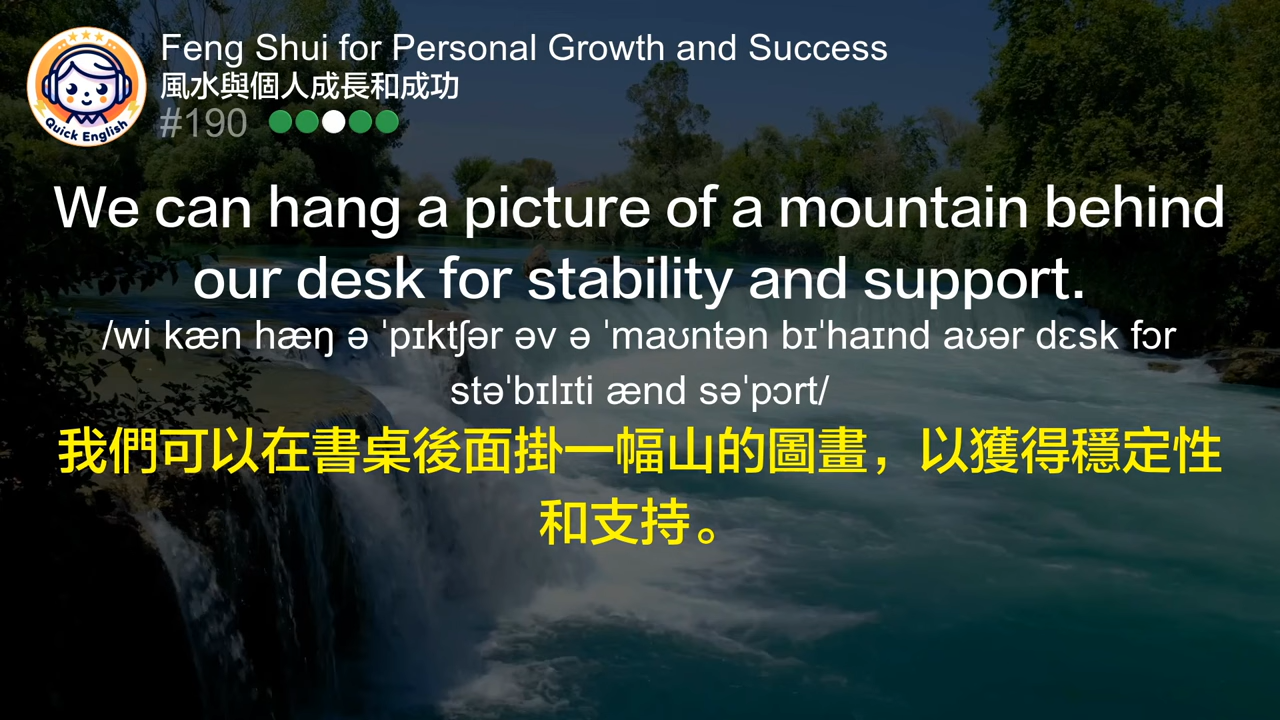 Feng Shui for Personal Growth and Success
風水與個人成長和成功
#190
Quick English
We can hang a picture of a mountain behind
our desk for stability and support.
/wi kæn hæŋ ə ˈpɪktʃər əv ə ˈmaʊntən bɪˈhaɪnd aʊər dɛsk fɔr
stəˈbɪlɪti ænd səˈpɔrt/
我們可以在書桌後面掛一幅山的圖畫，以獲得穩定性
和支持。